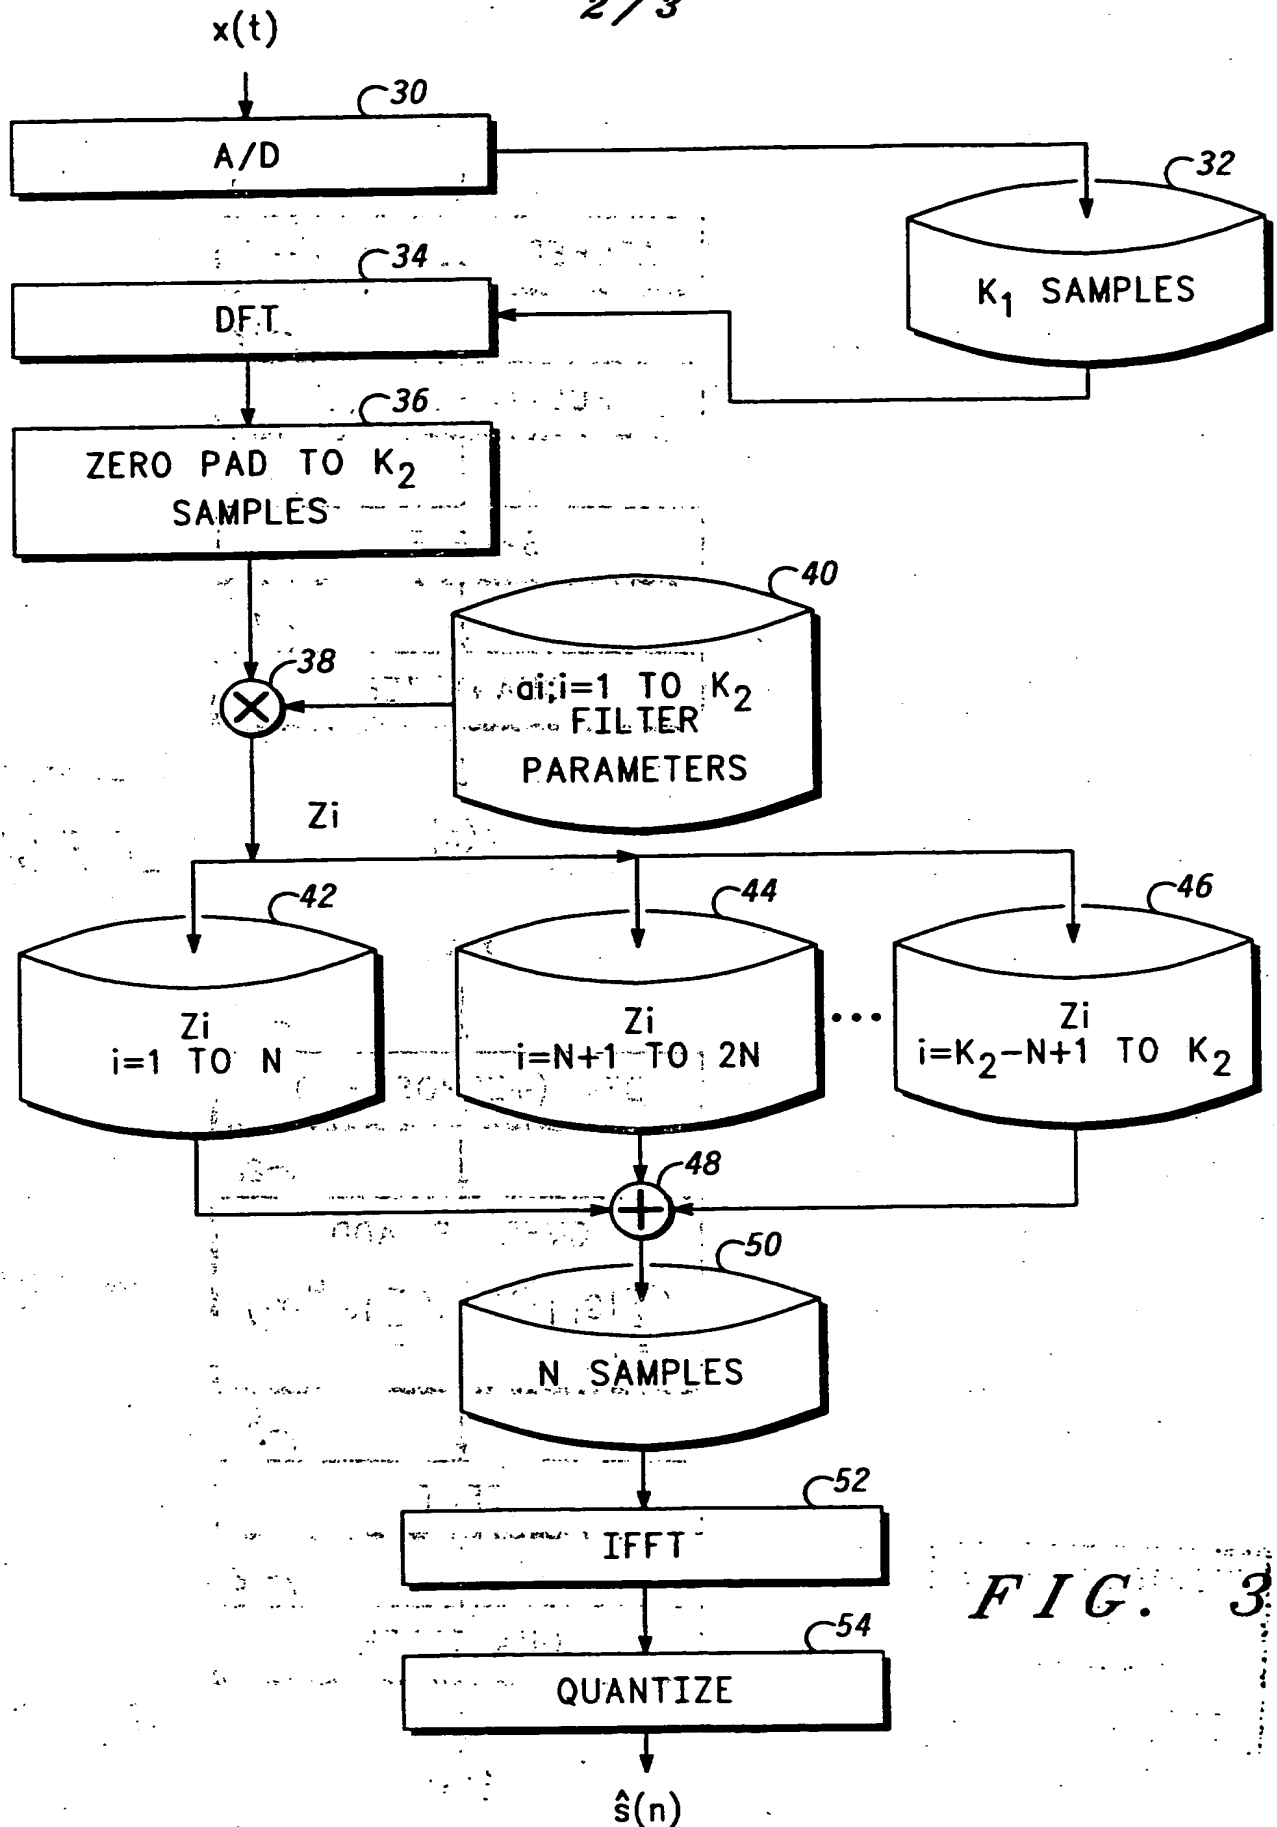 2/3
x(t)
30
A/D
32
K1 SAMPLES
34
DFT
36
ZERO PAD TO K2
SAMPLES
38
40
ai;i=1 TO K2
FILTER
PARAMETERS
Zi
42
Zi
i=1 TO N
44
Zi
i=N+1 TO 2N
...
46
Zi
i=K2-N+1 TO K2
48
50
N SAMPLES
52
IFFT
54
QUANTIZE
ŝ(n)
FIG. 3